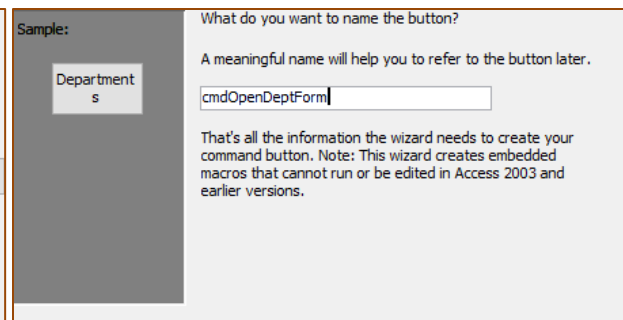 Sample:
Department
s
What do you want to name the button?
A meaningful name will help you to refer to the button later.
cmdOpenDeptForm
That's all the information the wizard needs to create your
command button. Note: This wizard creates embedded
macros that cannot run or be edited in Access 2003 and
earlier versions.